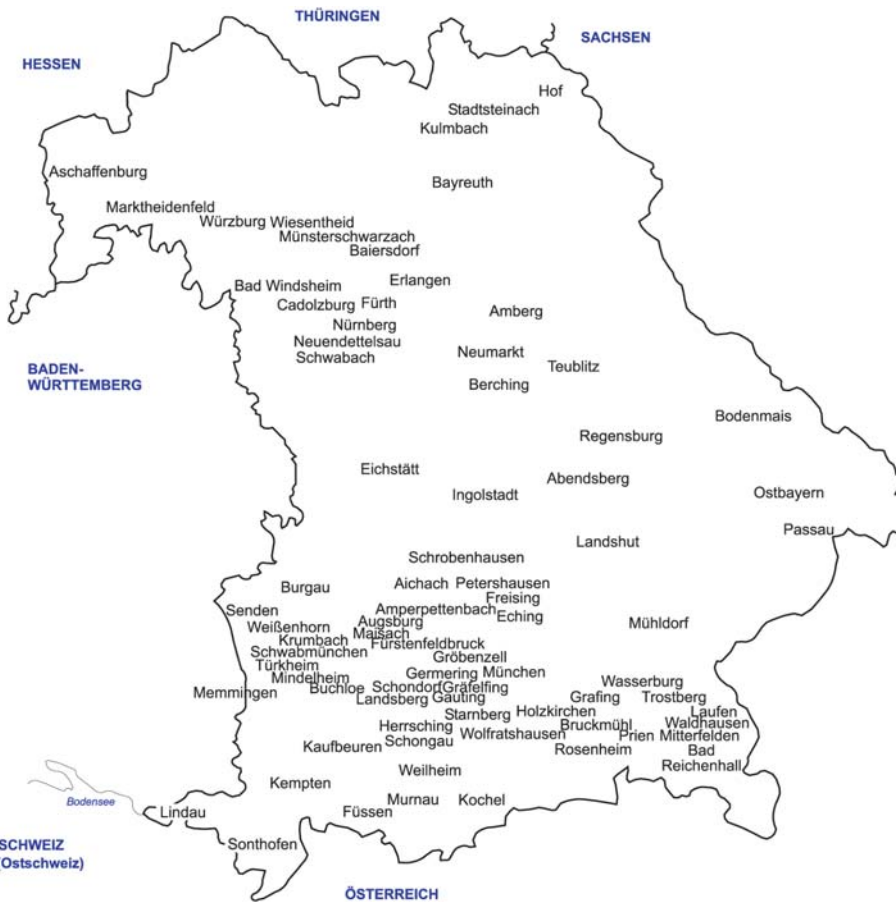 THÜRINGEN
SACHSEN
HESSEN
Hof
Stadtsteinach
Kulmbach
Aschaffenburg
Bayreuth
Marktheidenfeld
Würzburg Wiesentheid
Münsterschwarzach
Baiersdorf
Erlangen
Bad Windsheim
Cadolzburg Fürth
Amberg
Nürnberg
Neuendettelsau
Neumarkt
Schwabach
Teublitz
BADEN-
WÜRTTEMBERG
Berching
Bodenmais
Regensburg
Eichstätt
Abendsberg
Ingolstadt
Ostbayern
Passau
Landshut
Schrobenhausen
Burgau
Aichach Petershausen
Freising
Senden
Amperpettenbach
Eching
Augsburg
Mühldorf
Weißenhorn
Maisach
Krumbach
Fürstenfeldbruck
Schwabmünchen
Gröbenzell
Türkheim
Germering München
Mindelheim
Wasserburg
Buchloe SchondorfGräfelfing
Memmingen
Landsberg Gauting
Grafing Trostberg
Starnberg Holzkirchen
Laufen
Waldhausen
Herrsching
Bruckmühl
Wolfratshausen
Prien Mitterfelden
Kaufbeuren
Schongau
Rosenheim
Bad
Reichenhall
Weilheim
Kempten
Bodensee
Murnau Kochel
Lindau
Füssen
Sonthofen
SCHWEIZ
(Ostschweiz)
ÖSTERREICH